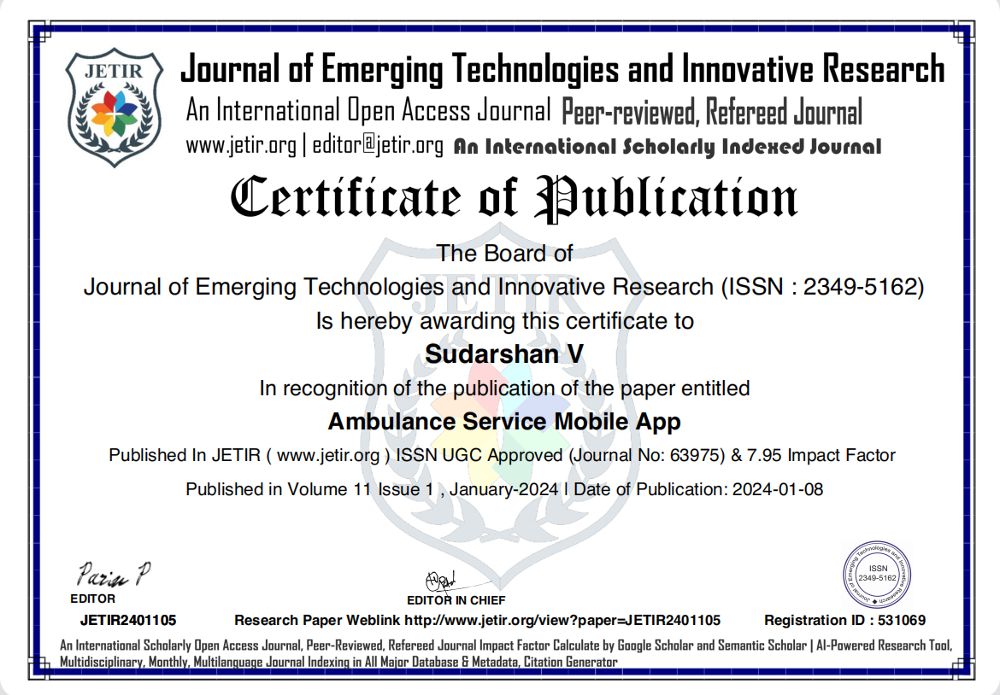 JETIR
Journal of Emerging Technologies and Innovative Research
An International Open Access Journal Peer-reviewed, Refereed Journal
www.jetir.org | editor@jetir.org An International Scholarly Indexed Journal
Certificate of Publication
JETIR
The Board of
Journal of Emerging Technologies and Innovative Research (ISSN : 2349-5162)
Is hereby awarding this certificate to
Sudarshan V
In recognition of the publication of the paper entitled
Ambulance Service Mobile App
Published In JETIR ( www.jetir.org ) ISSN UGC Approved (Journal No: 63975) & 7.95 Impact Factor
Published in Volume 11 Issue 1 , January-2024 | Date of Publication: 2024-01-08
EDITOR
EDITOR IN CHIEF
Journal of Emerging Technologies and Innovative Research
ISSN
2349-5162
JETIR2401105
Research Paper Weblink http://www.jetir.org/view?paper=JETIR2401105
Registration ID : 531069
An International Scholarly Open Access Journal, Peer-Reviewed, Refereed Journal Impact Factor Calculate by Google Scholar and Semantic Scholar | AI-Powered Research Tool,
Multidisciplinary, Monthly, Multilanguage Journal Indexing in All Major Database & Metadata, Citation Generator